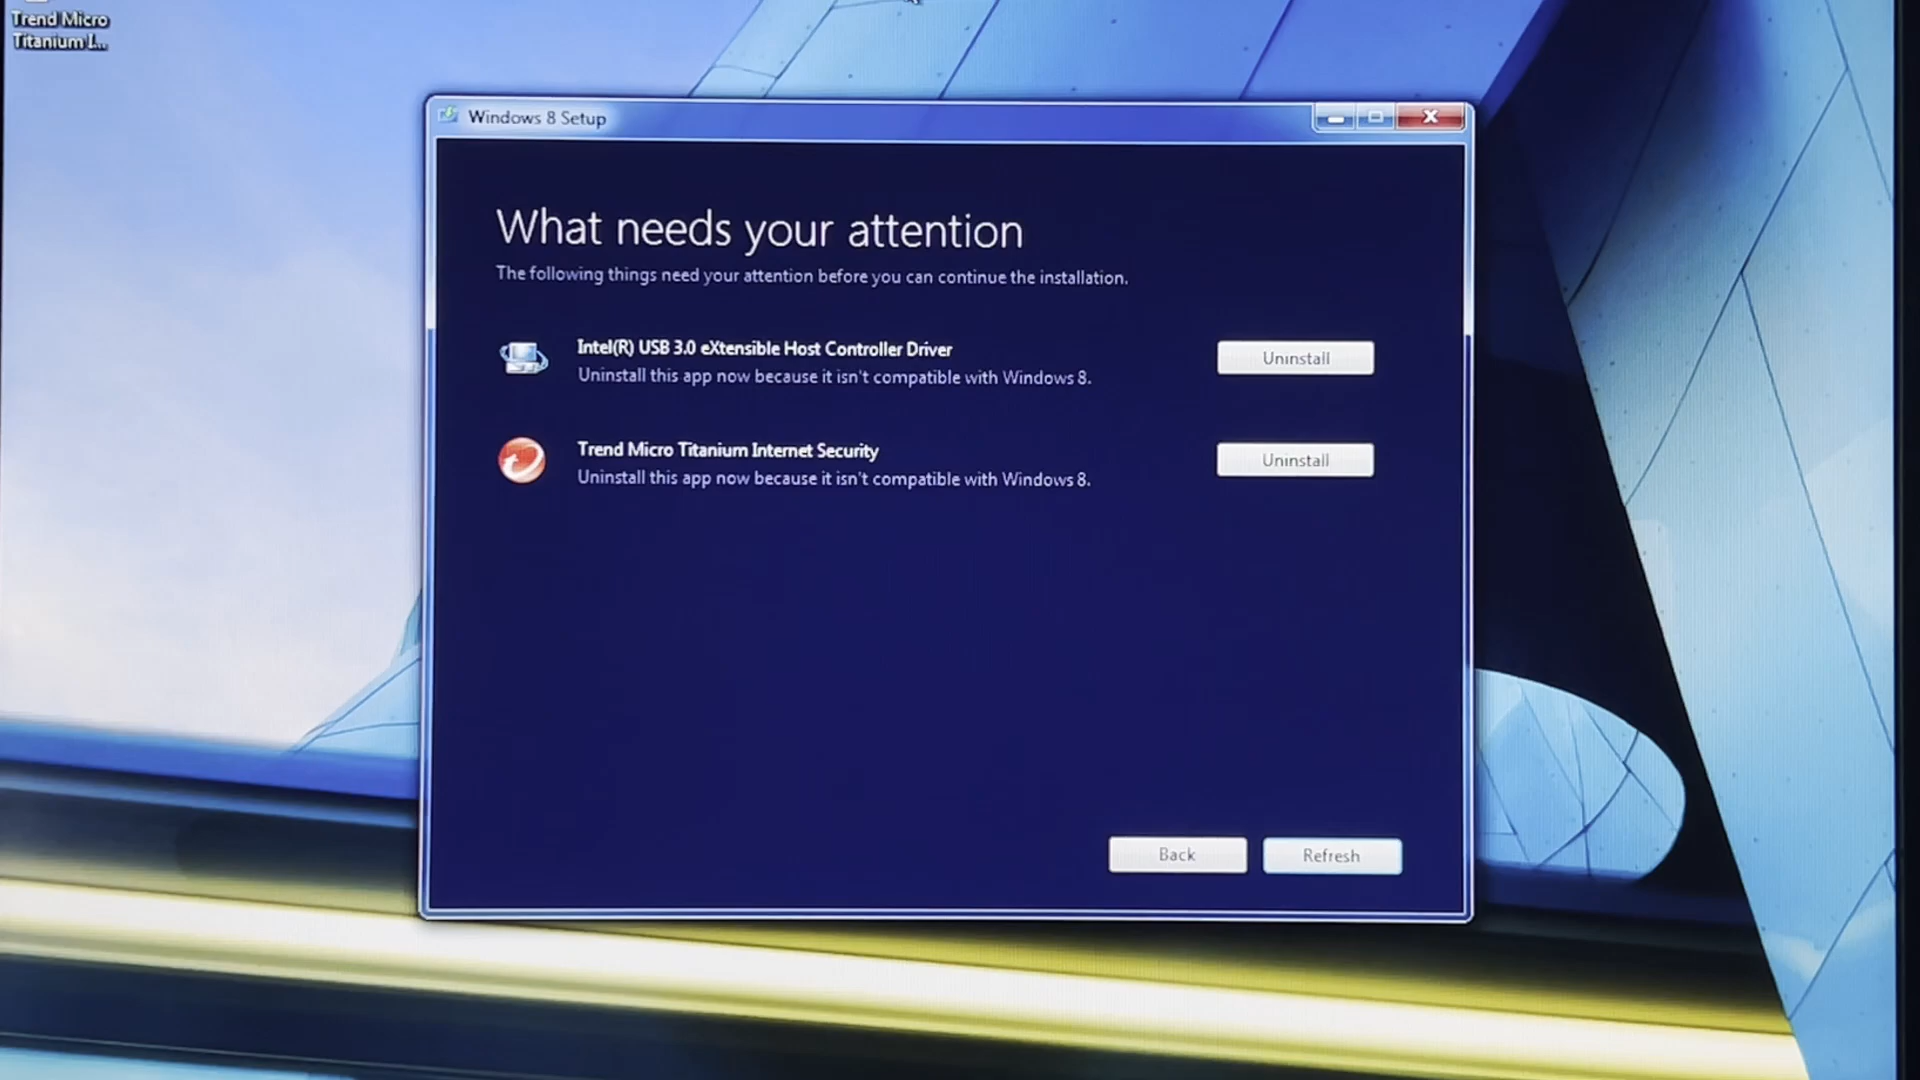 Trend Micro
Titanium I...
Windows 8 Setup
What needs your attention
The following things need your attention before you can continue the installation.
Intel(R) USB 3.0 eXtensible Host Controller Driver
Uninstall this app now because it isn't compatible with Windows 8.
Uninstall
Trend Micro Titanium Internet Security
Uninstall this app now because it isn't compatible with Windows 8.
Uninstall
Back
Refresh